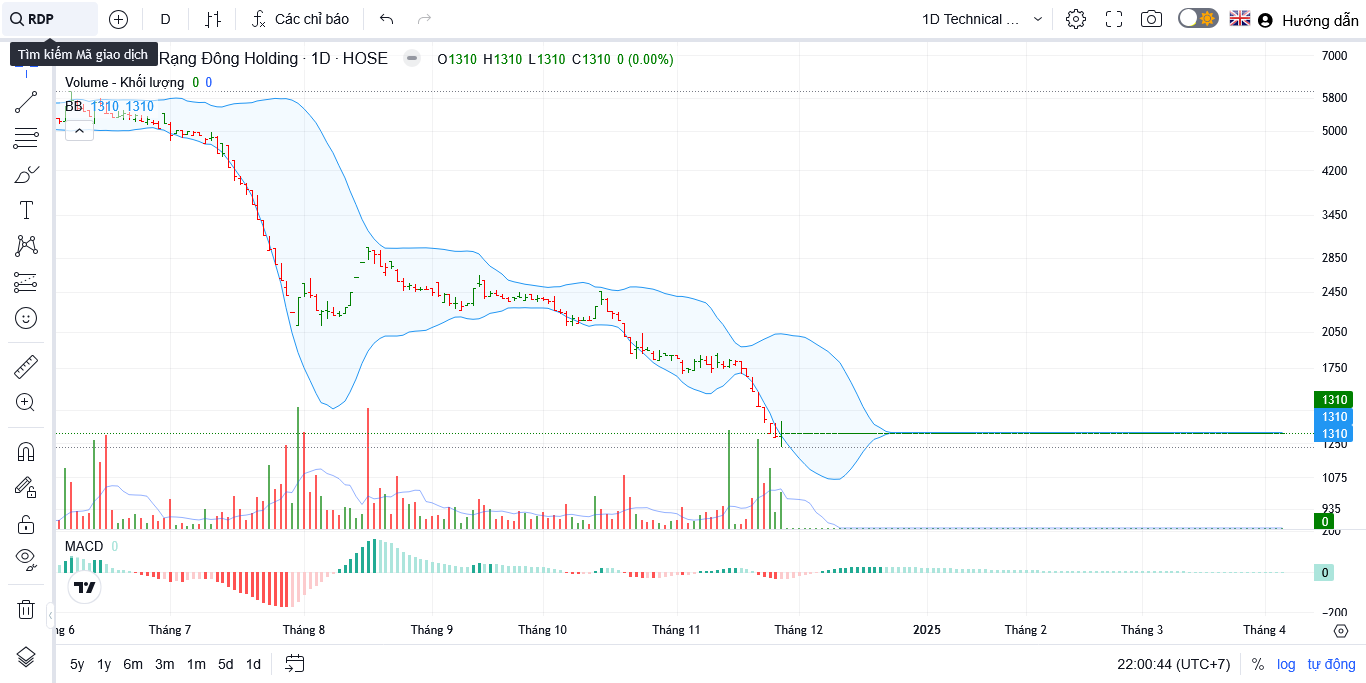 RDP
D
Các chỉ báo
1D Technical ...
Hướng dẫn
Tìm kiếm Mã giao dịch
Rạng Đông Holding · 1D · HOSE
O1310 H1310 L1310 C1310 0 (0.00%)
Volume - Khối lượng 0 0
BB 1310 1310
7000
5800
5000
4200
3450
2850
2450
2050
1750
1310
1310
1310
1250
1075
935
0
200
MACD 0
0
−200
ng 6
Tháng 7
Tháng 8
Tháng 9
Tháng 10
Tháng 11
Tháng 12
2025
Tháng 2
Tháng 3
Tháng 4
5y 1y 6m 3m 1m 5d 1d
22:00:44 (UTC+7)
% log tự động